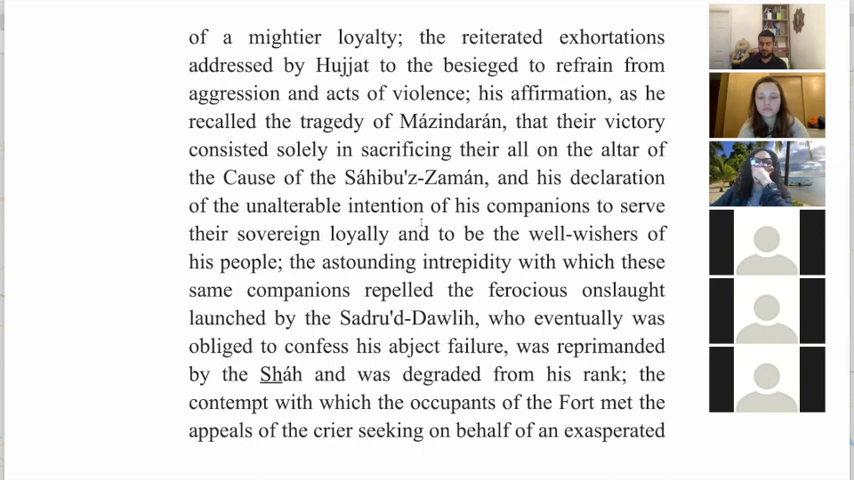 of a mightier loyalty; the reiterated exhortations
addressed by Hujjat to the besieged to refrain from
aggression and acts of violence; his affirmation, as he
recalled the tragedy of Mázindarán, that their victory
consisted solely in sacrificing their all on the altar of
the Cause of the Sáhibu'z-Zamán, and his declaration
of the unalterable intention of his companions to serve
their sovereign loyally and to be the well-wishers of
his people; the astounding intrepidity with which these
same companions repelled the ferocious onslaught
launched by the Sadru'd-Dawlih, who eventually was
obliged to confess his abject failure, was reprimanded
by the Sháh and was degraded from his rank; the
contempt with which the occupants of the Fort met the
appeals of the crier seeking on behalf of an exasperated